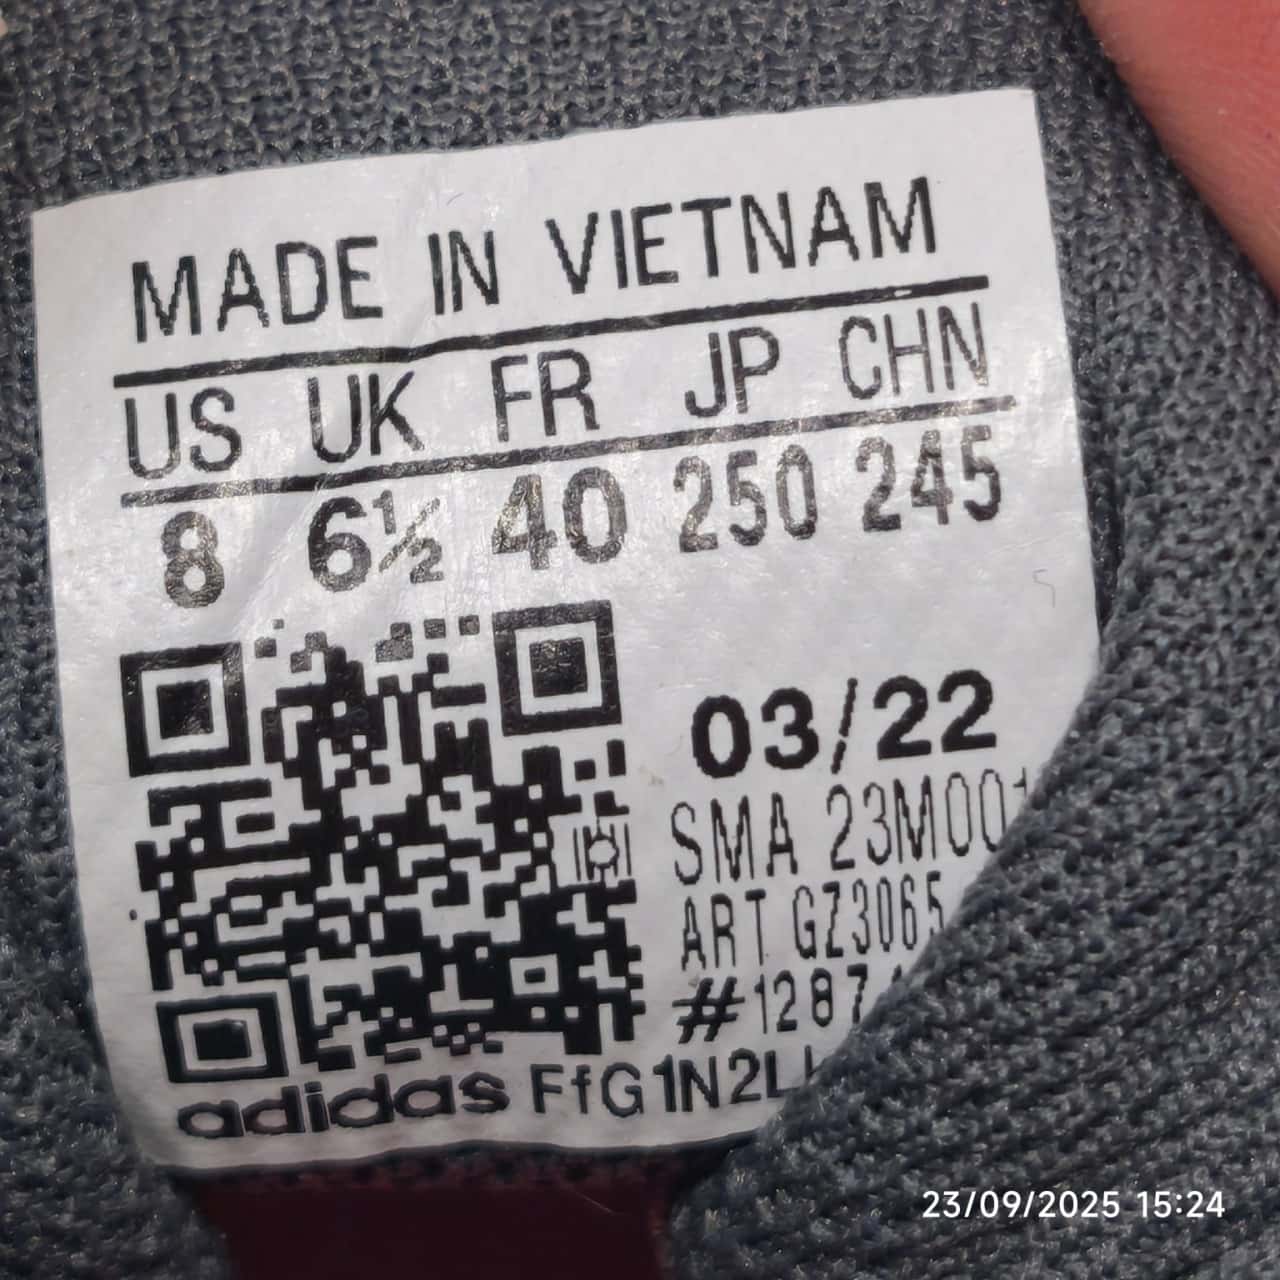 MADE IN VIETNAM
US UK FR JP CHN
8 6½ 40 250 245
03/22
SMA 23M001
ART GZ3065
#1287
adidas FfG1N2L
23/09/2025 15:24